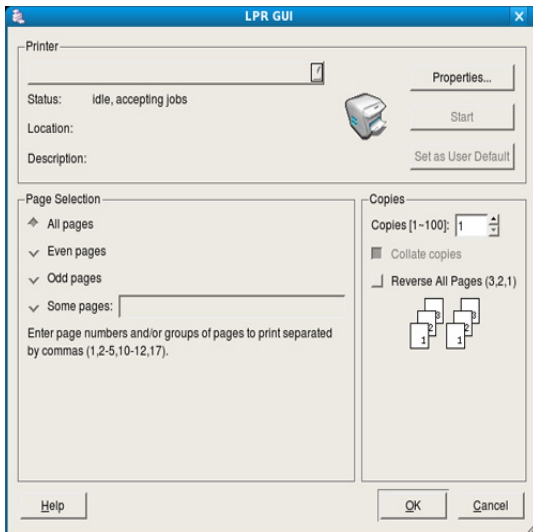 LPR GUI
Printer
Properties...
Status: idle, accepting jobs
Start
Location:
Description:
Set as User Default
Page Selection
All pages
Even pages
Odd pages
Some pages:
Enter page numbers and/or groups of pages to print separated
by commas (1,2-5,10-12,17).
Copies
Copies [1~100]: 1
Collate copies
Reverse All Pages (3,2,1)
3 3
2 2
1 1
Help
OK
Cancel